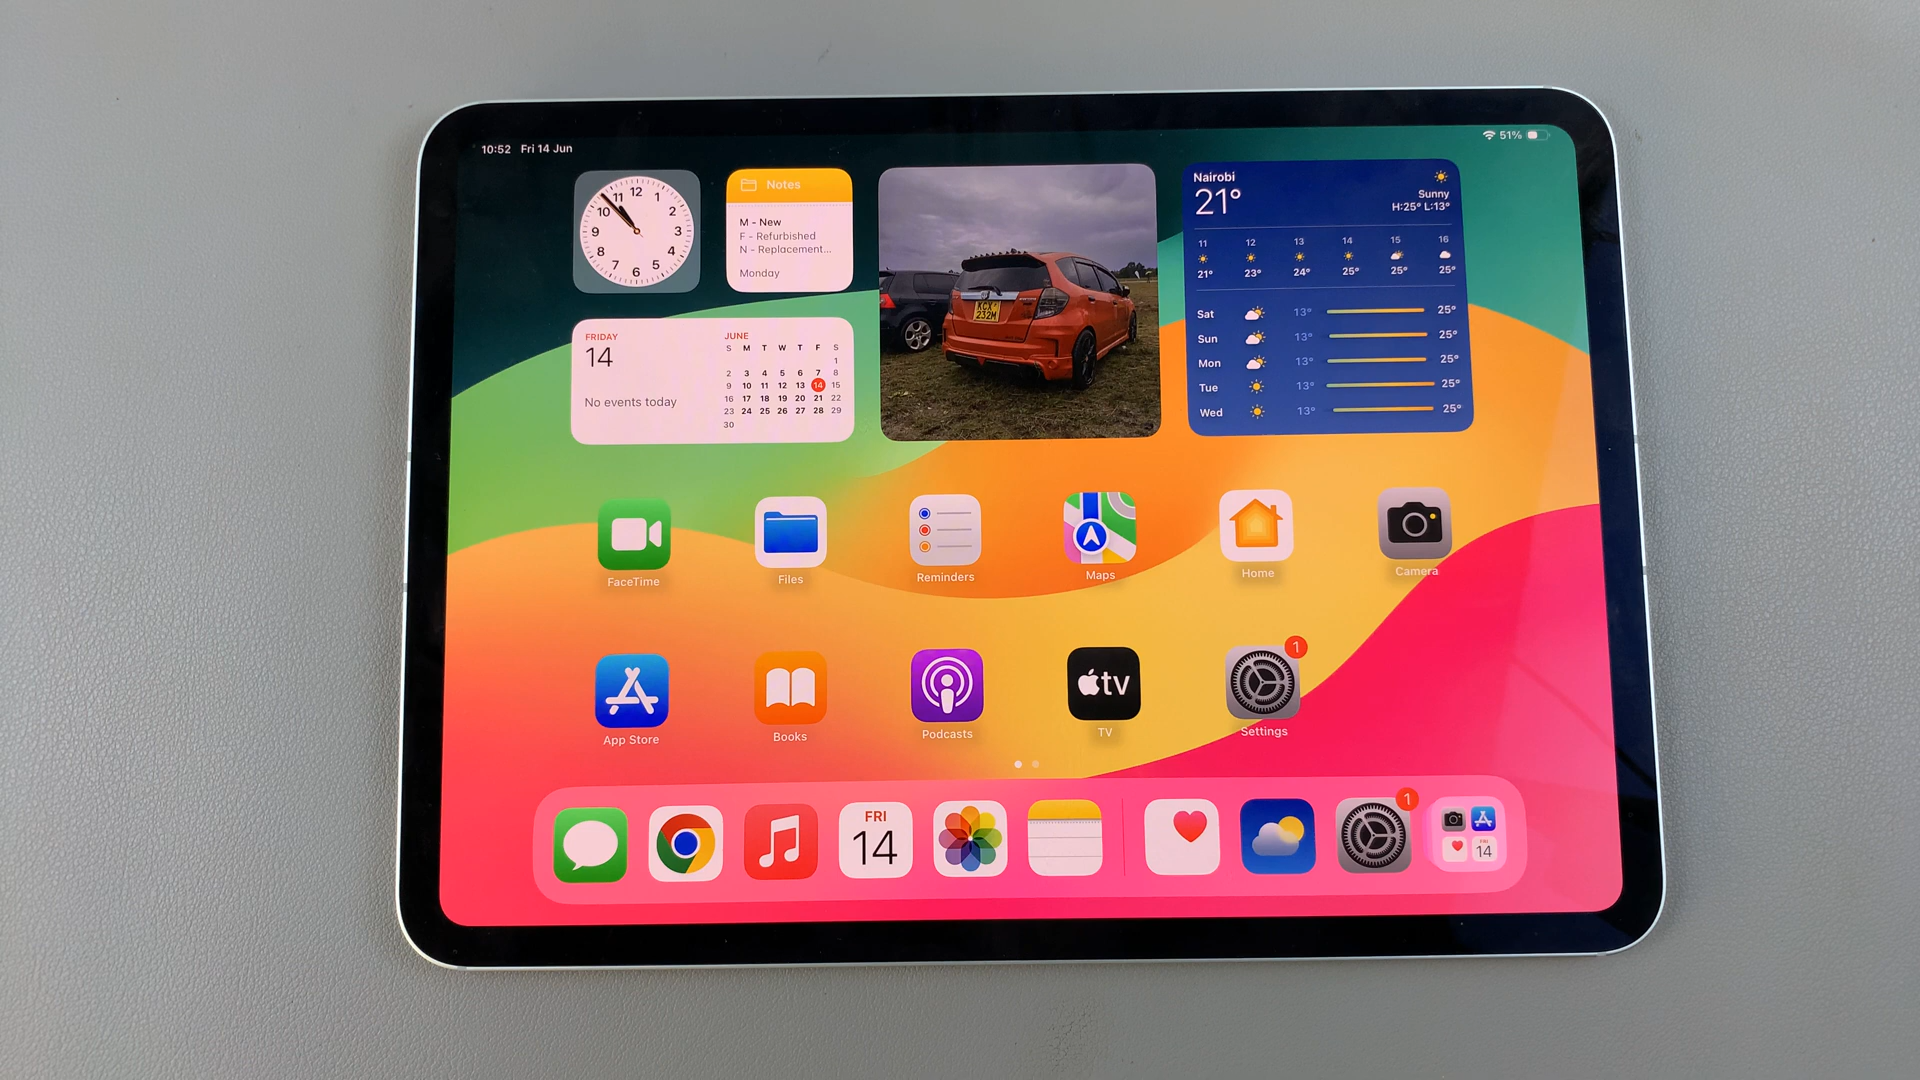 10:52 Fri 14 Jun
51%
12
1
2
3
4
5
6
7
8
9
10
11
Notes
M - New
F - Refurbished
N - Replacement...
Monday
FRIDAY
14
No events today
JUNE
S M T W T F S
1
2 3 4 5 6 7 8
9 10 11 12 13 14 15
16 17 18 19 20 21 22
23 24 25 26 27 28 29
30
KCX
232M
Nairobi
21°
Sunny
H:25° L:13°
11 12 13 14 15 16
21° 23° 24° 25° 25° 25°
Sat 13° 25°
Sun 13° 25°
Mon 13° 25°
Tue 13° 25°
Wed 13° 25°
FaceTime
Files
Reminders
Maps
Home
Camera
tv
1
App Store
Books
Podcasts
TV
Settings
FRI
14
1
14